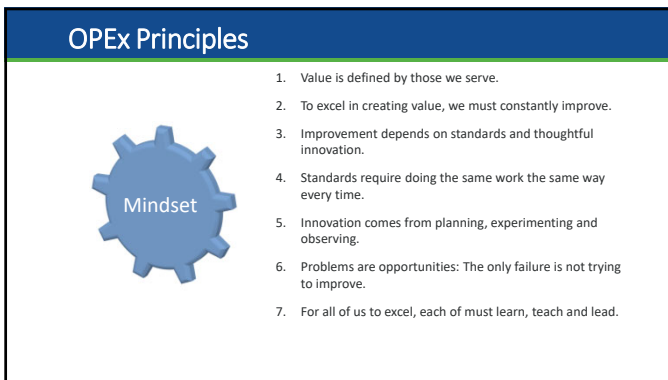 OPEx Principles
1. Value is defined by those we serve.
2. To excel in creating value, we must constantly improve.
3. Improvement depends on standards and thoughtful
innovation.
4. Standards require doing the same work the same way
every time.
5. Innovation comes from planning, experimenting and
observing.
6. Problems are opportunities: The only failure is not trying
to improve.
7. For all of us to excel, each of must learn, teach and lead.
Mindset